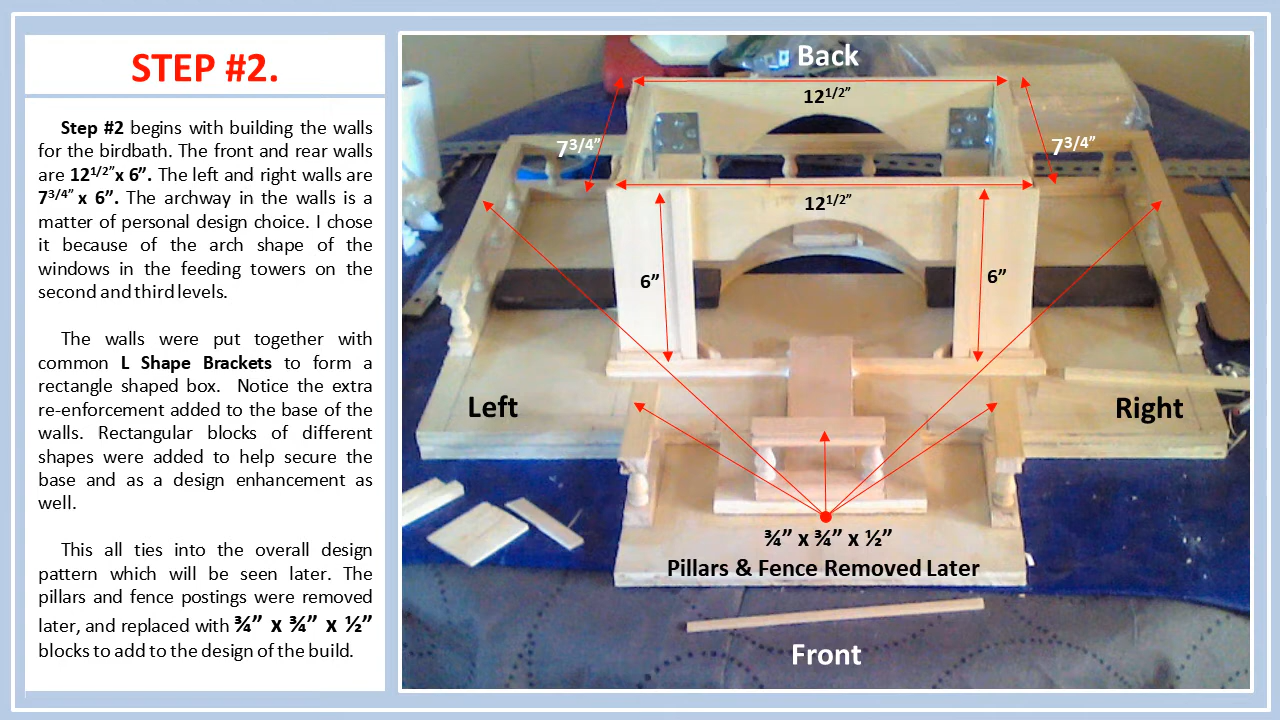 STEP #2.
Step #2 begins with building the walls
for the birdbath. The front and rear wall
are 12¹/²”x 6”. The left and right walls are
7³/⁴” x 6”. The archway in the walls is a
matter of personal design choice. I chose
it because of the arch shape of the
windows in the feeding towers on the
second and third levels.
The walls were put together with
common L Shape Brackets to form a
rectangle shaped box. Notice the extra
re-enforcement added to the base of the
walls. Rectangular blocks of different
shapes were added to help secure the
base and as a design enhancement as
well.
This all ties into the overall design
pattern which will be seen later. The
pillars and fence postings were removed
later, and replaced with ¾” x ¾” x ½”
blocks to add to the design of the build.
Back
12¹/²”
7³/⁴”
7³/⁴”
12¹/²”
6”
6”
Left
Right
¾” x ¾” x ½”
Pillars & Fence Removed Later
Front